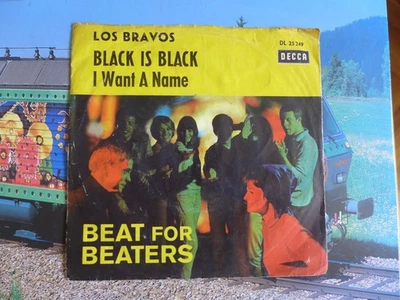 LOS BRAVOS
DL 25 249
BLACK IS BLACK
DECCA
I Want A Name
BEAT FOR
BEATERS